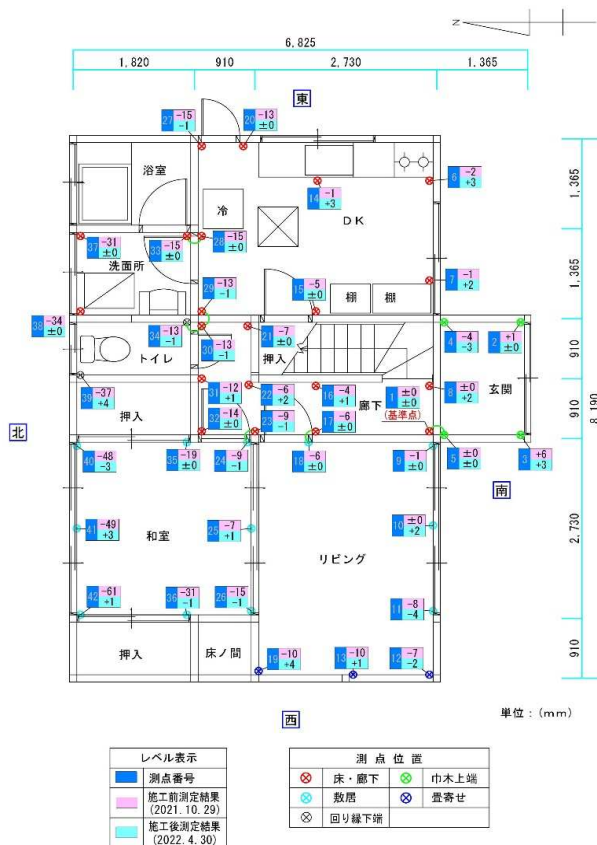 N
6,825
1,820 910 2,730 1,365
東
27 -15 -1
20 -13 ±0
浴室
冷
14 -1 +3
6 -2 +3
DK
1,365
37 -31 ±0
33 -15 ±0
28 -15 ±0
洗面所
7 -1 +2
1,365
29 -13 -1
15 -5 ±0
棚 棚
38 -34 ±0
34 -13 -1
30 -13 -1
21 -7 ±0
4 -4 -3
2 +1 ±0
トイレ
押入
玄関
910
39 -37 +4
31 -12 +1
22 -6 +2
16 -4 +1
1 ±0 ±0
(基準点)
8 ±0 +2
廊下
押入
32 -14 ±0
23 -9 -1
17 -6 ±0
910
8,190
北
40 -48 -3
35 -19 ±0
24 -9 -1
18 -6 ±0
9 -1 ±0
5 ±0 ±0
3 +6 +3
南
41 -49 +3
和室
25 -7 +1
リビング
10 ±0 +2
2,730
42 -61 +1
36 -31 -1
26 -15 -1
11 -8 -4
押入
床ノ間
19 -10 +4
13 -10 +1
12 -7 -2
910
西
単位:(mm)
レベル表示
測点番号
施工前測定結果
(2021.10.29)
施工後測定結果
(2022.4.30)
測点位置
床・廊下 巾木上端
敷居 畳寄せ
回り縁下端